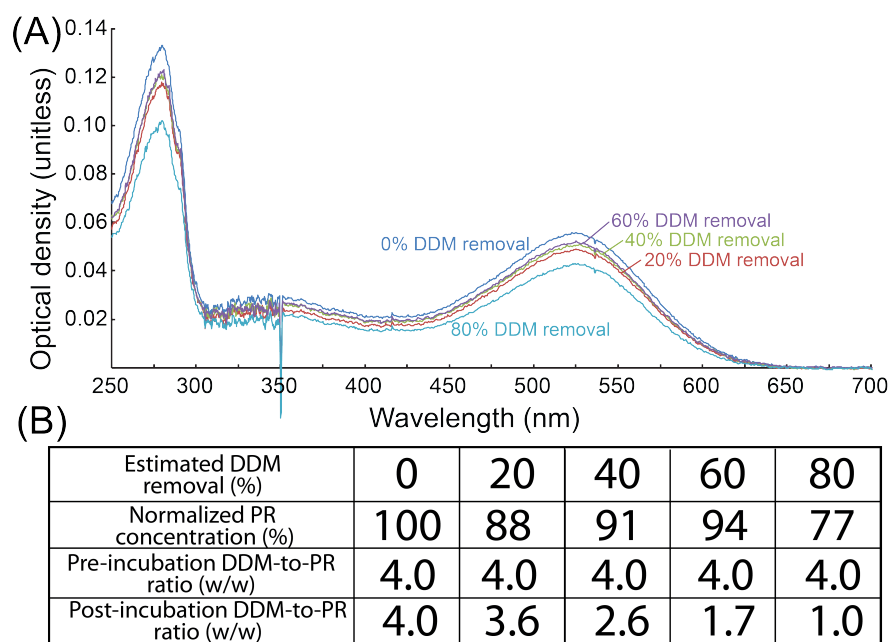 (A)
0.14
0.12
0.10
0.08
0.06
0.04
0.02
Optical density (unitless)
0% DDM removal
60% DDM removal
40% DDM removal
20% DDM removal
80% DDM removal
250 300 350 400 450 500 550 600 650 700
Wavelength (nm)
(B)
Estimated DDM
removal (%)
0 20 40 60 80
Normalized PR
concentration (%)
100 88 91 94 77
Pre-incubation DDM-to-PR
ratio (w/w)
4.0 4.0 4.0 4.0 4.0
Post-incubation DDM-to-PR
ratio (w/w)
4.0 3.6 2.6 1.7 1.0